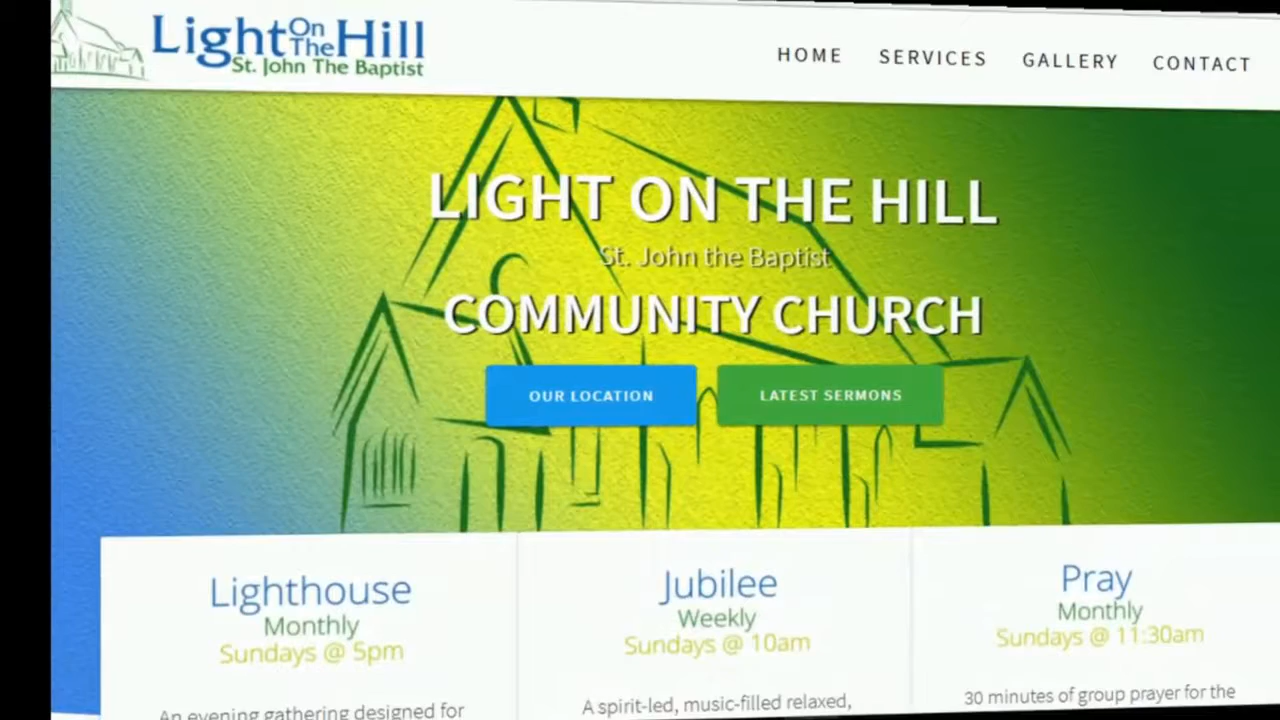 Light On The Hill
St. John The Baptist
HOME SERVICES GALLERY CONTACT
LIGHT ON THE HILL
St. John the Baptist
COMMUNITY CHURCH
OUR LOCATION
LATEST SERMONS
Lighthouse
Monthly
Sundays @ 5pm
An evening gathering designed for
Jubilee
Weekly
Sundays @ 10am
A spirit-led, music-filled relaxed,
Pray
Monthly
Sundays @ 11:30am
30 minutes of group prayer for the